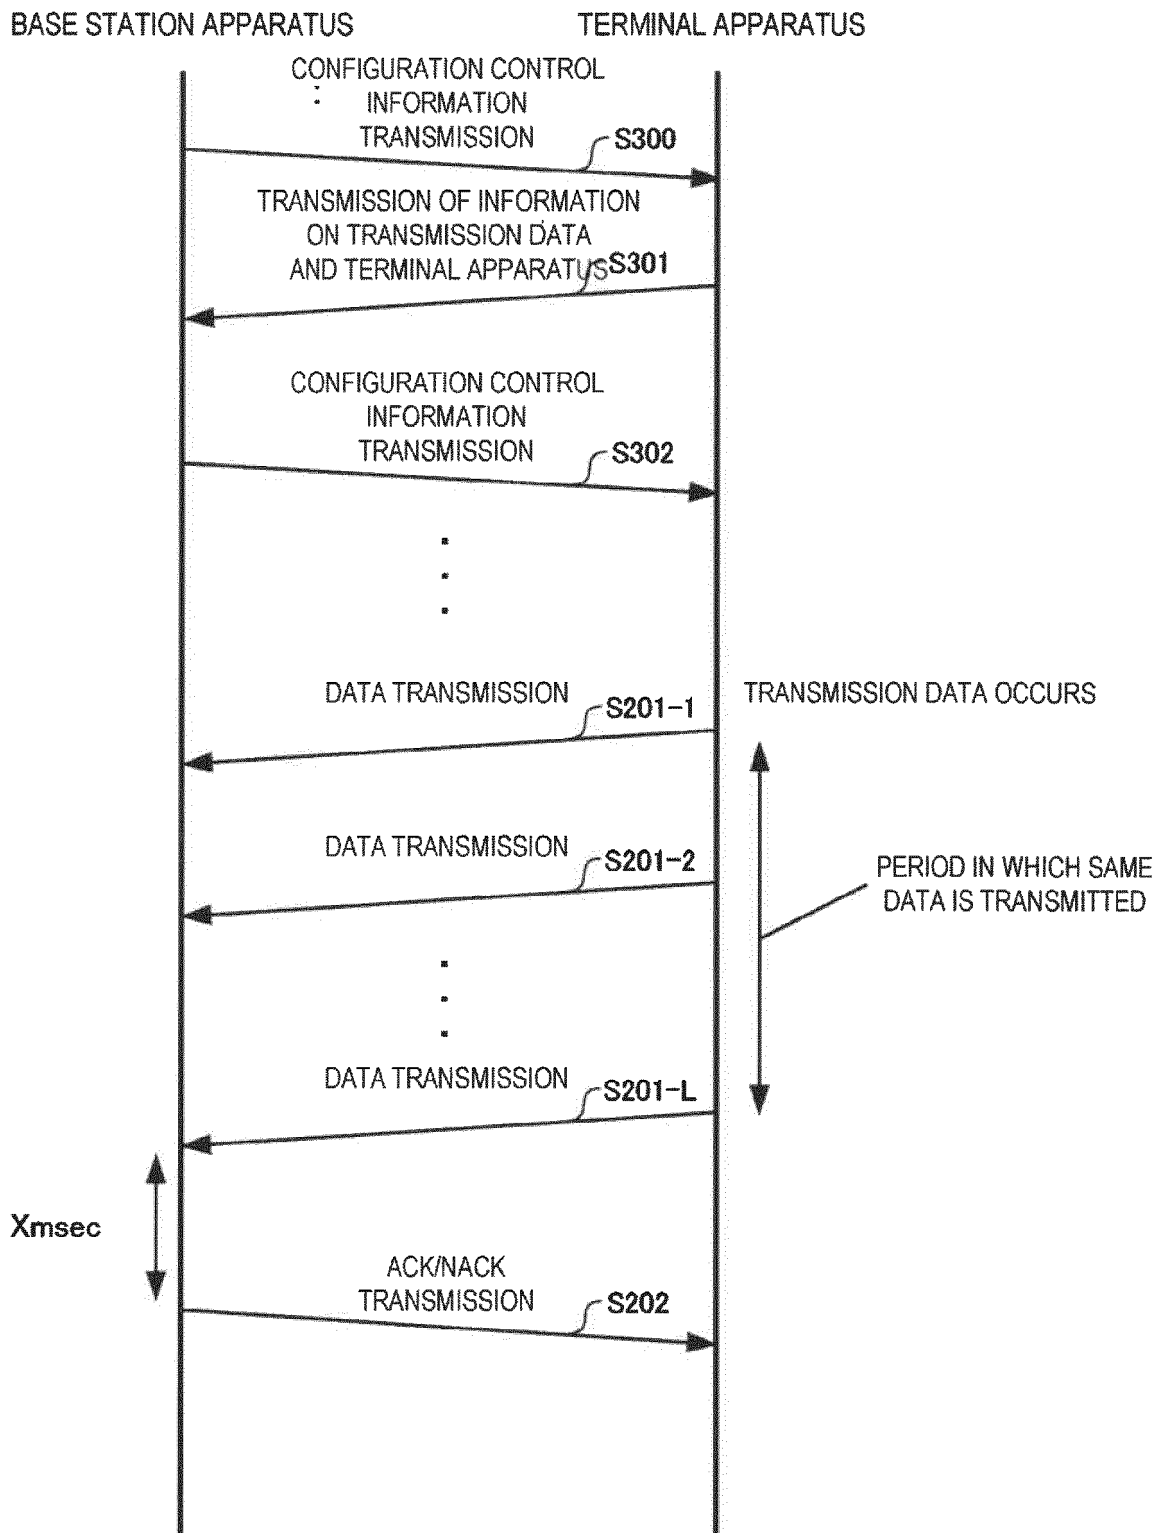 BASE STATION APPARATUS
TERMINAL APPARATUS
CONFIGURATION CONTROL
INFORMATION
TRANSMISSION
S300
TRANSMISSION OF INFORMATION
ON TRANSMISSION DATA
AND TERMINAL APPARATUS
S301
CONFIGURATION CONTROL
INFORMATION
TRANSMISSION
S302
DATA TRANSMISSION
S201-1
TRANSMISSION DATA OCCURS
DATA TRANSMISSION
S201-2
PERIOD IN WHICH SAME
DATA IS TRANSMITTED
DATA TRANSMISSION
S201-L
Xmsec
ACK/NACK
TRANSMISSION
S202